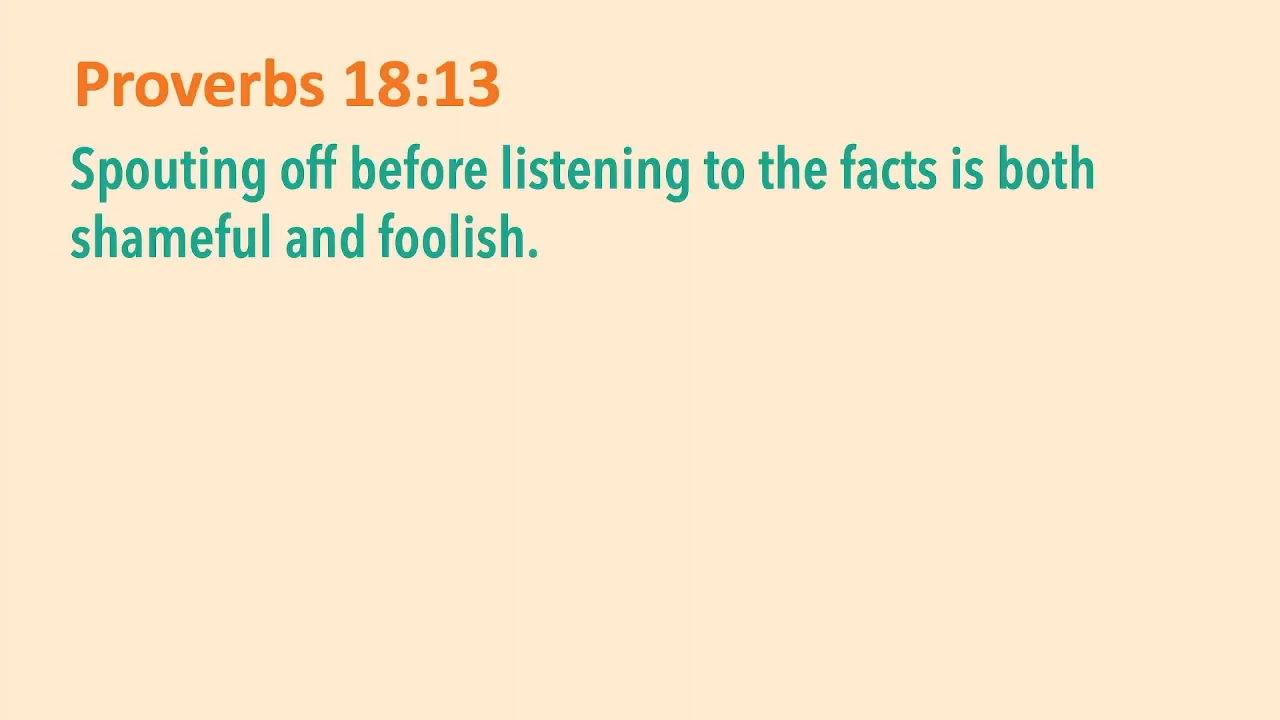 Proverbs 18:13
Spouting off before listening to the facts is both
shameful and foolish.